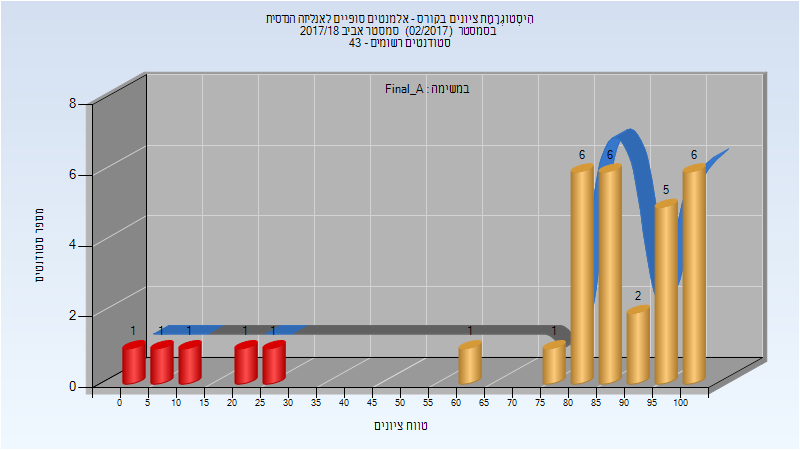 היסטוגרמת ציונים בקורס - אלמנטים סופיים לאנליזה הנדסית
בסמסטר (02/2017) סמסטר אביב 2017/18
סטודנטים רשומים - 43
במשימה : Final_A
8
6
4
2
0
מספר סטודנטים
1 1 1 1 1 1 1 6 6 2 5 6
0 5 10 15 20 25 30 35 40 45 50 55 60 65 70 75 80 85 90 95 100
טווח ציונים